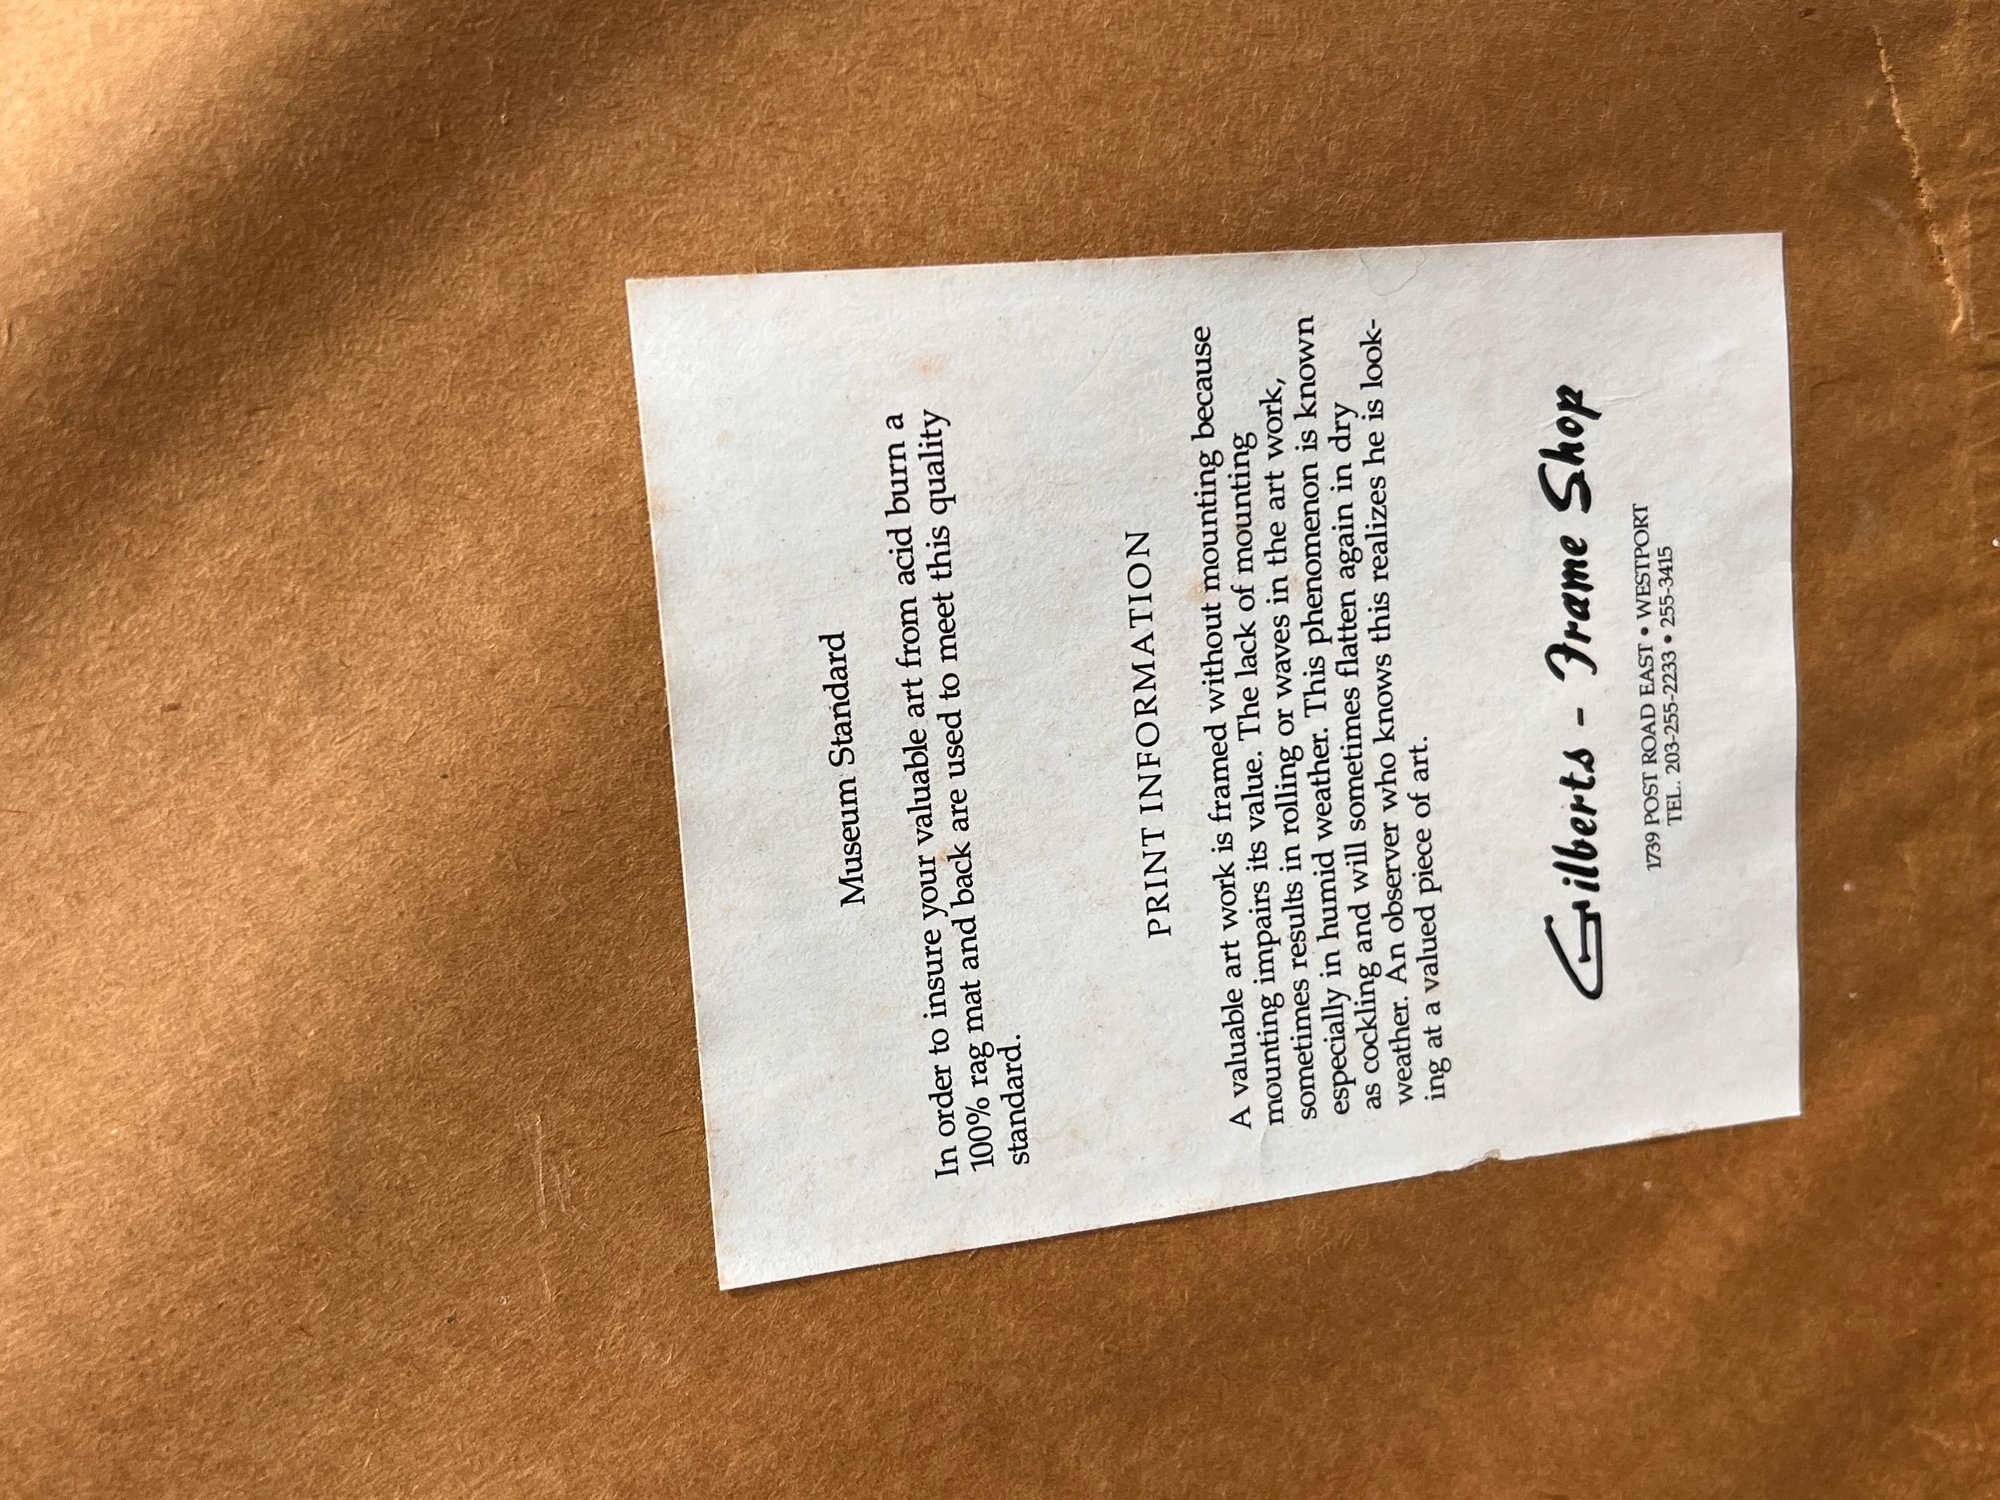 Museum Standard
In order to insure your valuable art from acid burn a
100% rag mat and back are used to meet this quality
standard.
PRINT INFORMATION
A valuable art work is framed without mounting because
mounting impairs its value. The lack of mounting
sometimes results in rolling or waves in the art work,
especially in humid weather. This phenomenon is known
as cockling and will sometimes flatten again in dry
weather. An observer who knows this realizes he is look-
ing at a valued piece of art.
Gilberts - Frame Shop
1739 POST ROAD EAST • WESTPORT
TEL. 203-255-2233 • 255-3415